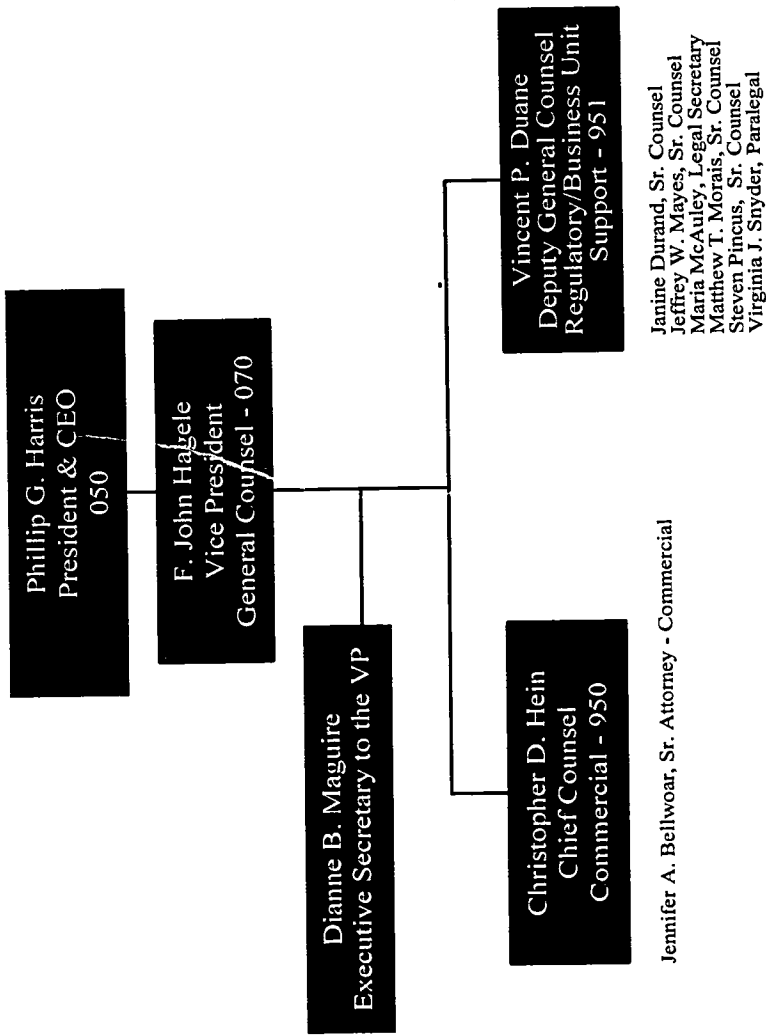 Phillip G. Harris
President & CEO
050
F. John Hagele
Vice President
General Counsel - 070
Dianne B. Maguire
Executive Secretary to the VP
Christopher D. Hein
Chief Counsel
Commercial - 950
Jennifer A. Bellwoar, Sr. Attorney - Commercial
Vincent P. Duane
Deputy General Counsel
Regulatory/Business Unit
Support - 951
Janine Durand, Sr. Counsel
Jeffrey W. Mayes, Sr. Counsel
Maria McAuley, Legal Secretary
Matthew T. Morais, Sr. Counsel
Steven Pincus, Sr. Counsel
Virginia J. Snyder, Paralegal